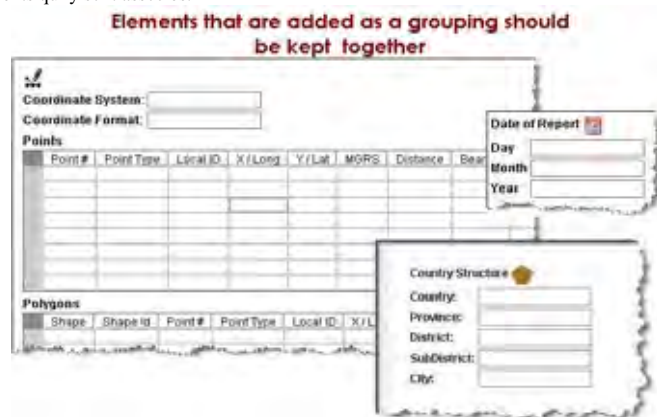 Elements that are added as a grouping should
be kept together
Coordinate System:
Coordinate Format:
Points
Point # Point Type Local ID X / Long Y / Lat MGRS Distance Bear
Date of Report
Day
Month
Year
Country Structure
Country:
Province:
District:
SubDistrict:
City:
Polygons
Shape Shape Id Point # Point Type Local ID X / L